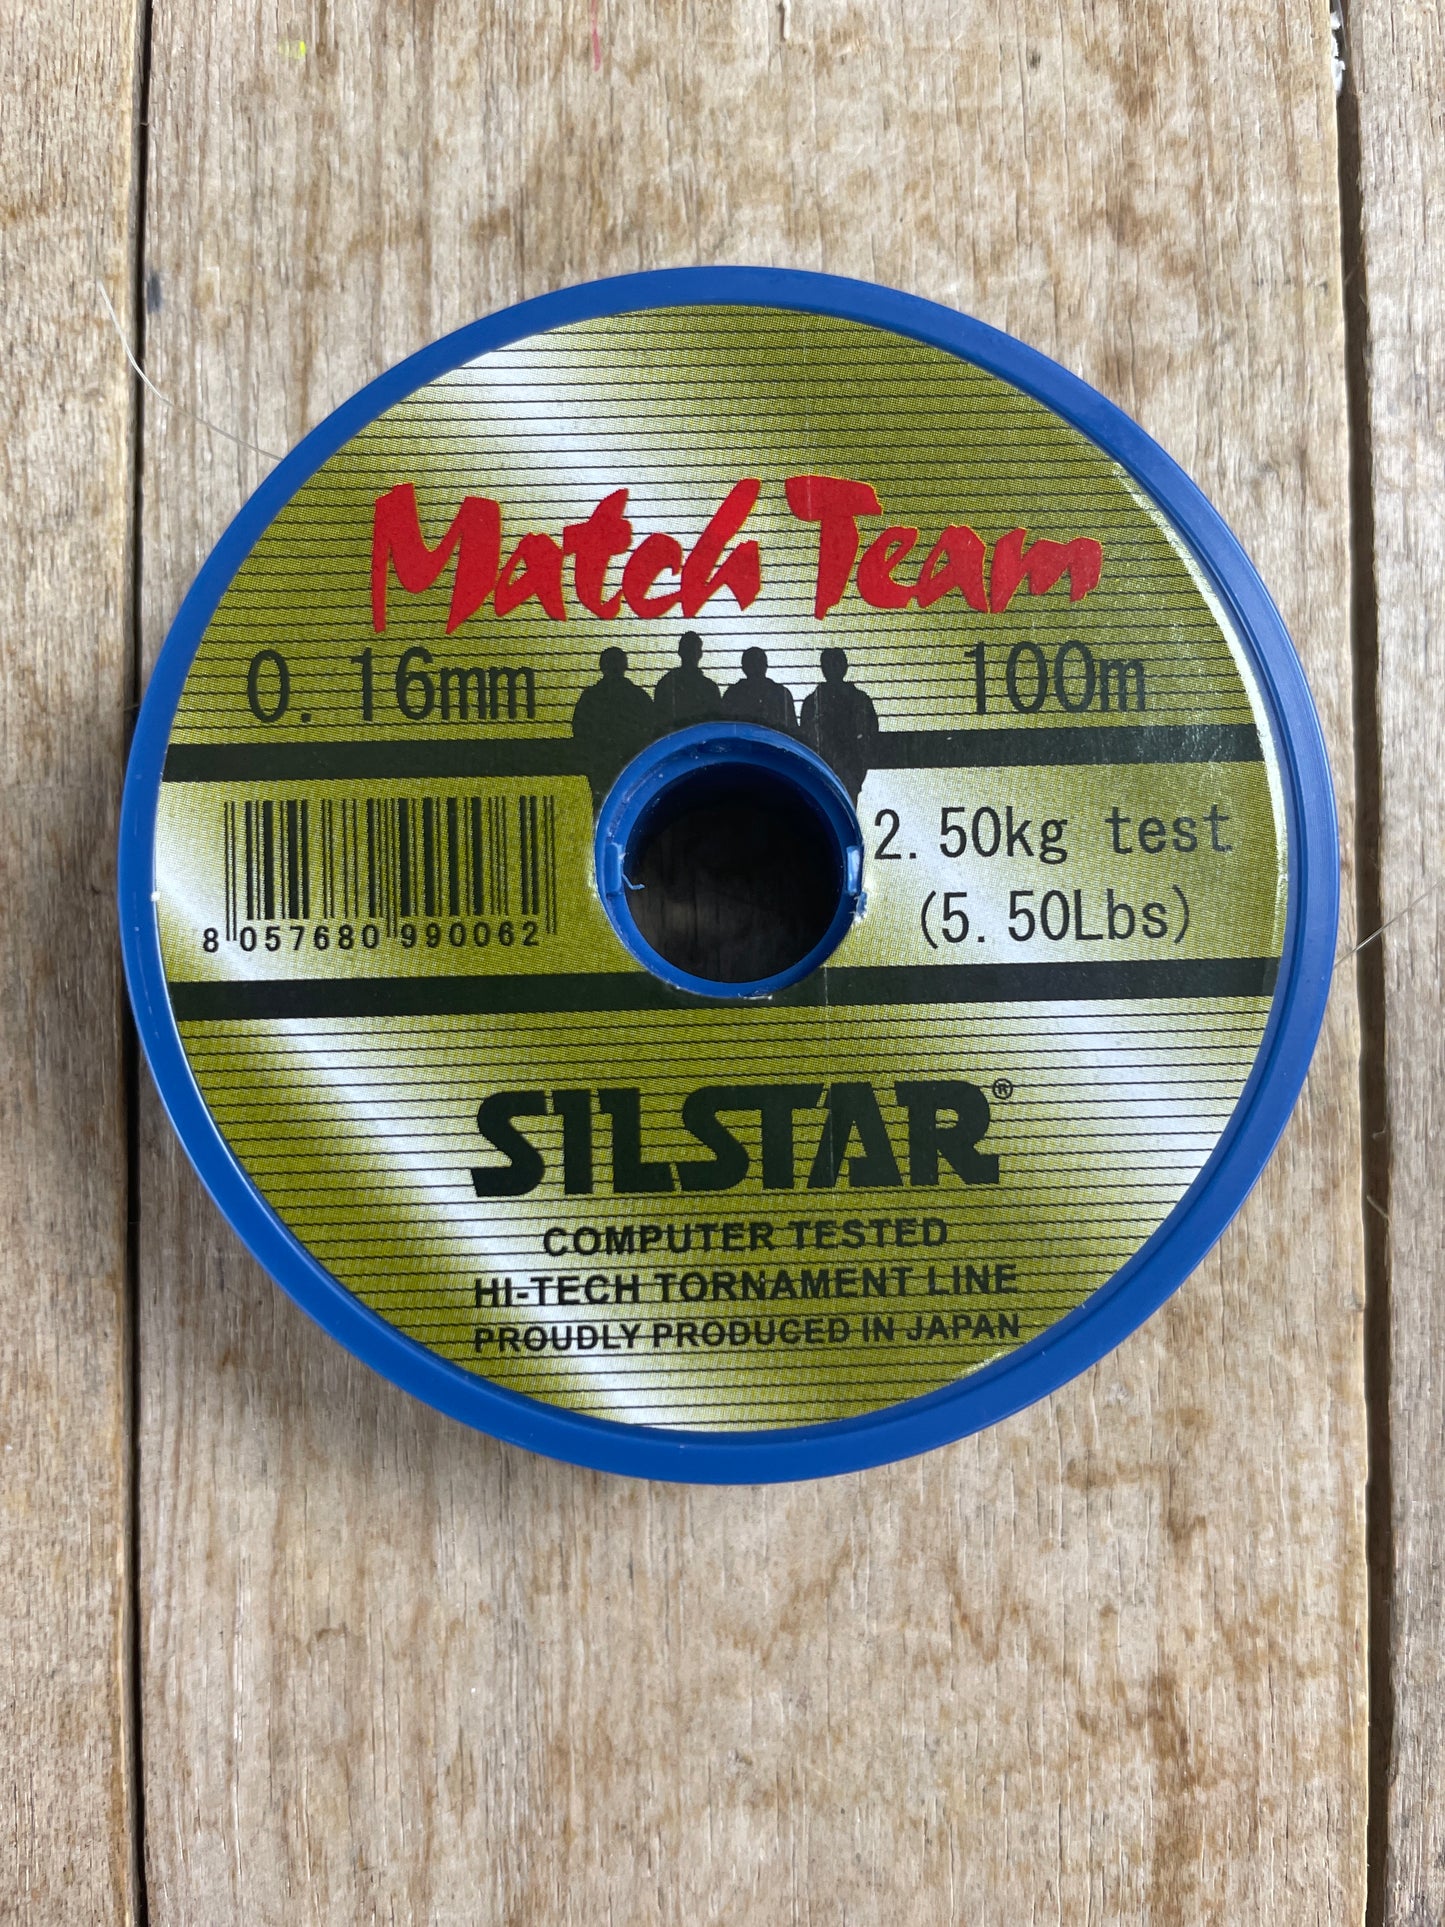 Match Team
0.16mm 100m
2.50kg test
(5.50Lbs)
8 057680 990062
SILSTAR®
COMPUTER TESTED
HI-TECH TORNAMENT LINE
PROUDLY PRODUCED IN JAPAN